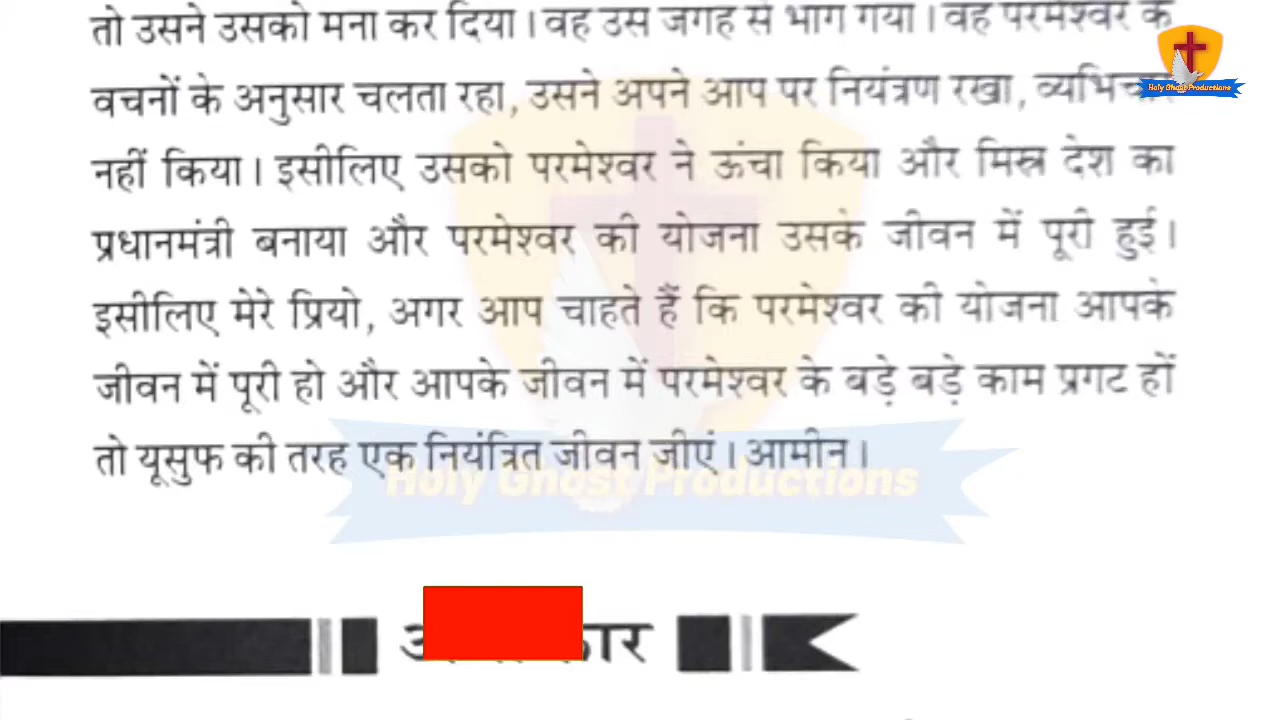 तो उसने उसको मना कर दिया। वह उस जगह से भाग गया। वह परमेश्वर के
वचनों के अनुसार चलता रहा, उसने अपने आप पर नियंत्रण रखा, व्यभिचार
नहीं किया। इसीलिए उसको परमेश्वर ने ऊंचा किया और मिस्र देश का
प्रधानमंत्री बनाया और परमेश्वर की योजना उसके जीवन में पूरी हुई।
इसीलिए मेरे प्रियो, अगर आप चाहते हैं कि परमेश्वर की योजना आपके
जीवन में पूरी हो और आपके जीवन में परमेश्वर के बड़े बड़े काम प्रगट हों
तो यूसुफ की तरह एक नियंत्रित जीवन जीएं। आमीन।
Holy Ghost Productions
Holy Ghost Productions